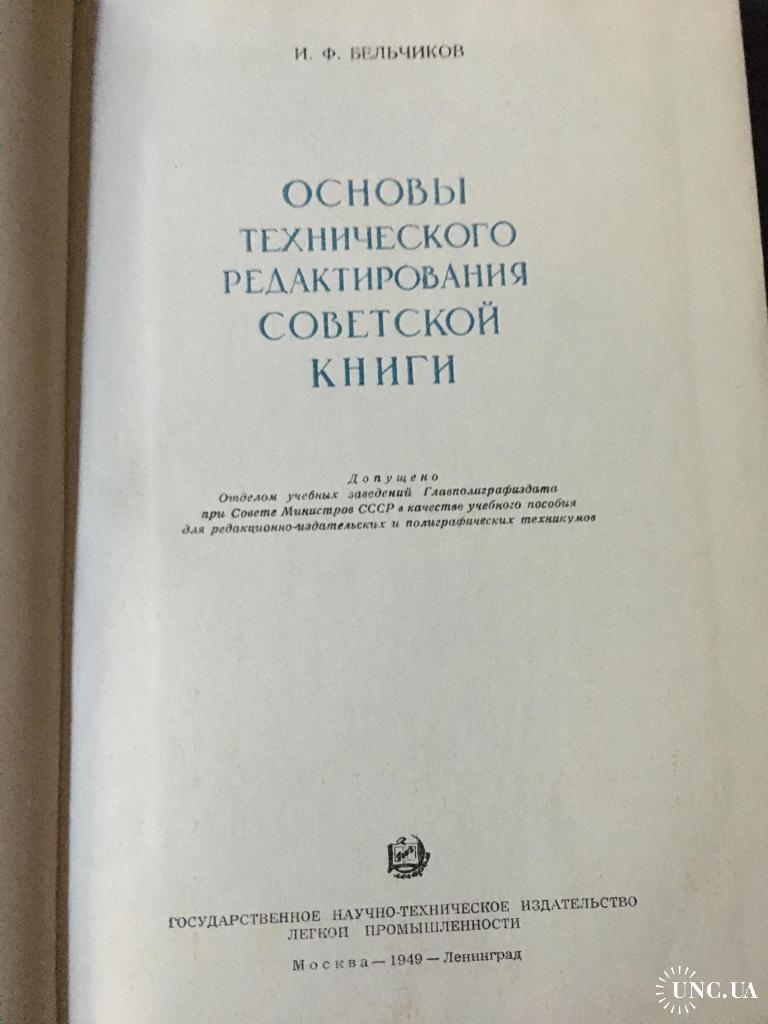 И. Ф. БЕЛЬЧИКОВ
ОСНОВЫ
ТЕХНИЧЕСКОГО
РЕДАКТИРОВАНИЯ
СОВЕТСКОЙ
КНИГИ
Допущено
Отделом учебных заведений Главполиграфиздата
при Совете Министров СССР в качестве учебного пособия
для редакционно-издательских и полиграфических техникумов
ГОСУДАРСТВЕННОЕ НАУЧНО-ТЕХНИЧЕСКОЕ ИЗДАТЕЛЬСТВО
ЛЕГКОЙ ПРОМЫШЛЕННОСТИ
Москва — 1949 — Ленинград
UNC.UA